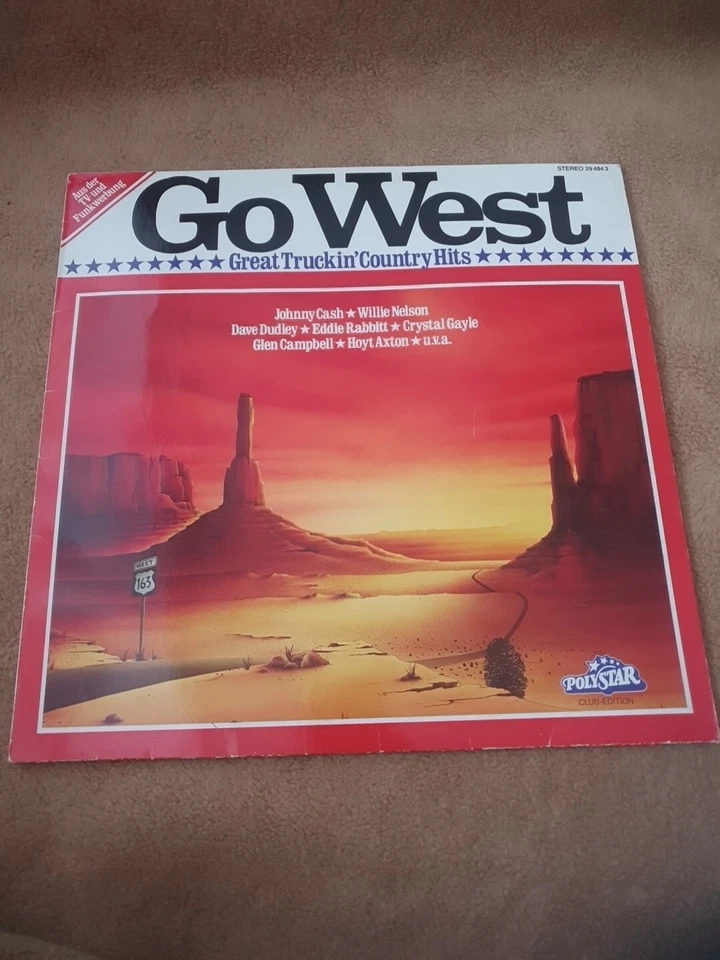 STEREO 29 484 3
Aus der
TV und
Funkwerbung
Go West
Great Truckin' Country Hits
Johnny Cash ★ Willie Nelson
Dave Dudley ★ Eddie Rabbitt ★ Crystal Gayle
Glen Campbell ★ Hoyt Axton ★ u.v.a.
WEST
163
POLYSTAR
CLUB-EDITION